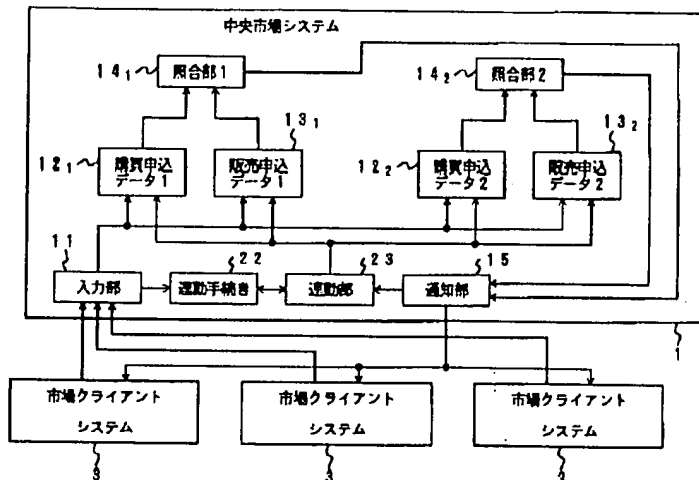 中央市場システム
14₁
照合部1
14₂
照合部2
12₁
購買申込
データ1
13₁
販売申込
データ1
12₂
購買申込
データ2
13₂
販売申込
データ2
11
入力部
22
連動手続き
23
連動部
15
通知部
1
市場クライアント
システム
3
市場クライアント
システム
3
市場クライアント
システム
3